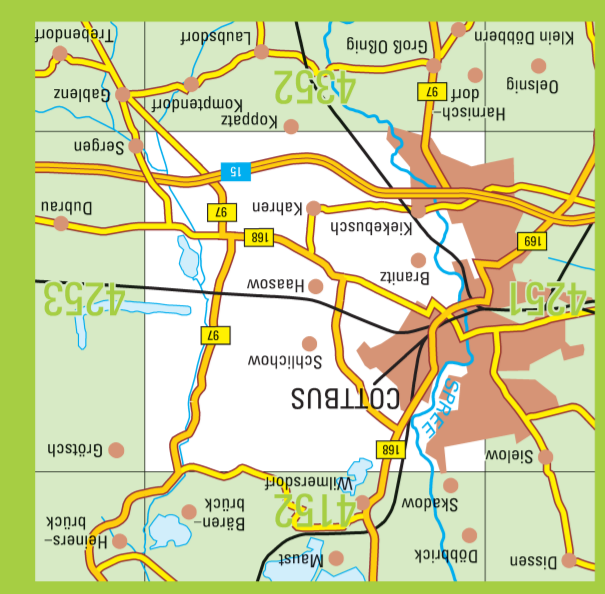 Dissen
Döbbrick
Maust
Heiners-
brück
Bären-
brück
Skadow
4152
Wilmersdorf
Sielow
168
Grötsch
SPREE
COTTBUS
Schlichow
97
4251
4253
Branitz
Haasow
169
168
Kiekebusch
Kahren
97
Dubrau
15
Sergen
Koppatz
Harnisch-
dorf
97
Oelsnig
4352
Komptendorf
Gablenz
Klein Döbbern
Groß Oßnig
Laubsdorf
Trebendorf